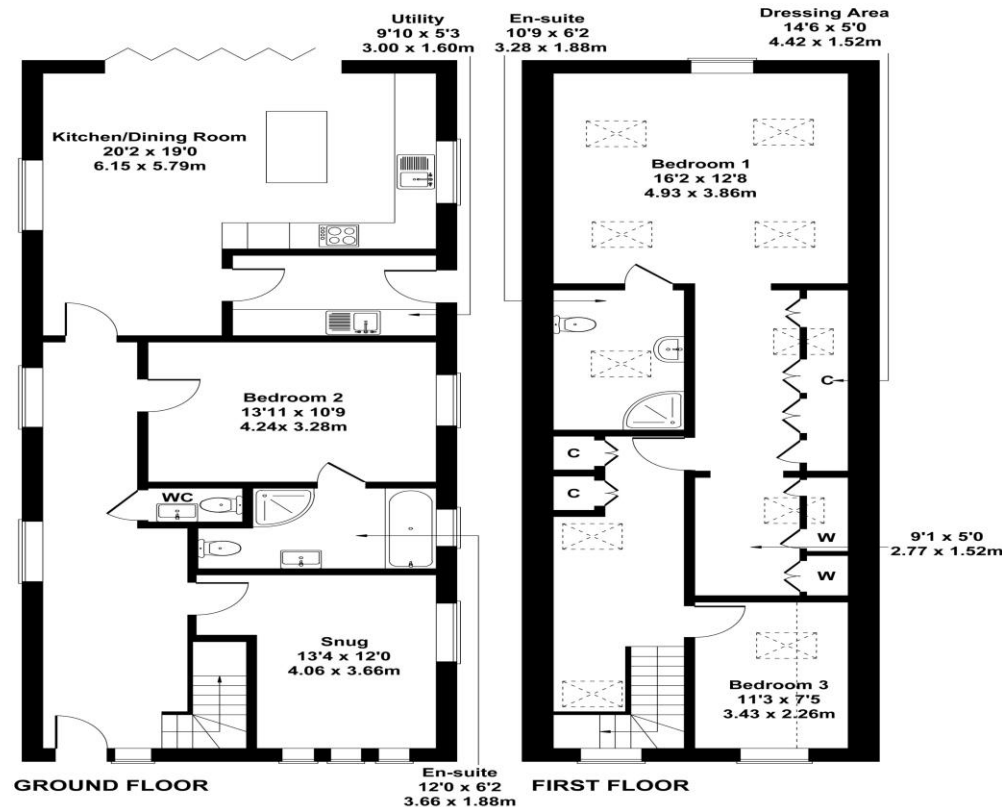 Utility
9'10 x 5'3
3.00 x 1.60m
En-suite
10'9 x 6'2
3.28 x 1.88m
Dressing Area
14'6 x 5'0
4.42 x 1.52m
Kitchen/Dining Room
20'2 x 19'0
6.15 x 5.79m
Bedroom 1
16'2 x 12'8
4.93 x 3.86m
Bedroom 2
13'11 x 10'9
4.24x 3.28m
C
C
C
WC
W
W
9'1 x 5'0
2.77 x 1.52m
Snug
13'4 x 12'0
4.06 x 3.66m
Bedroom 3
11'3 x 7'5
3.43 x 2.26m
GROUND FLOOR
En-suite
12'0 x 6'2
3.66 x 1.88m
FIRST FLOOR